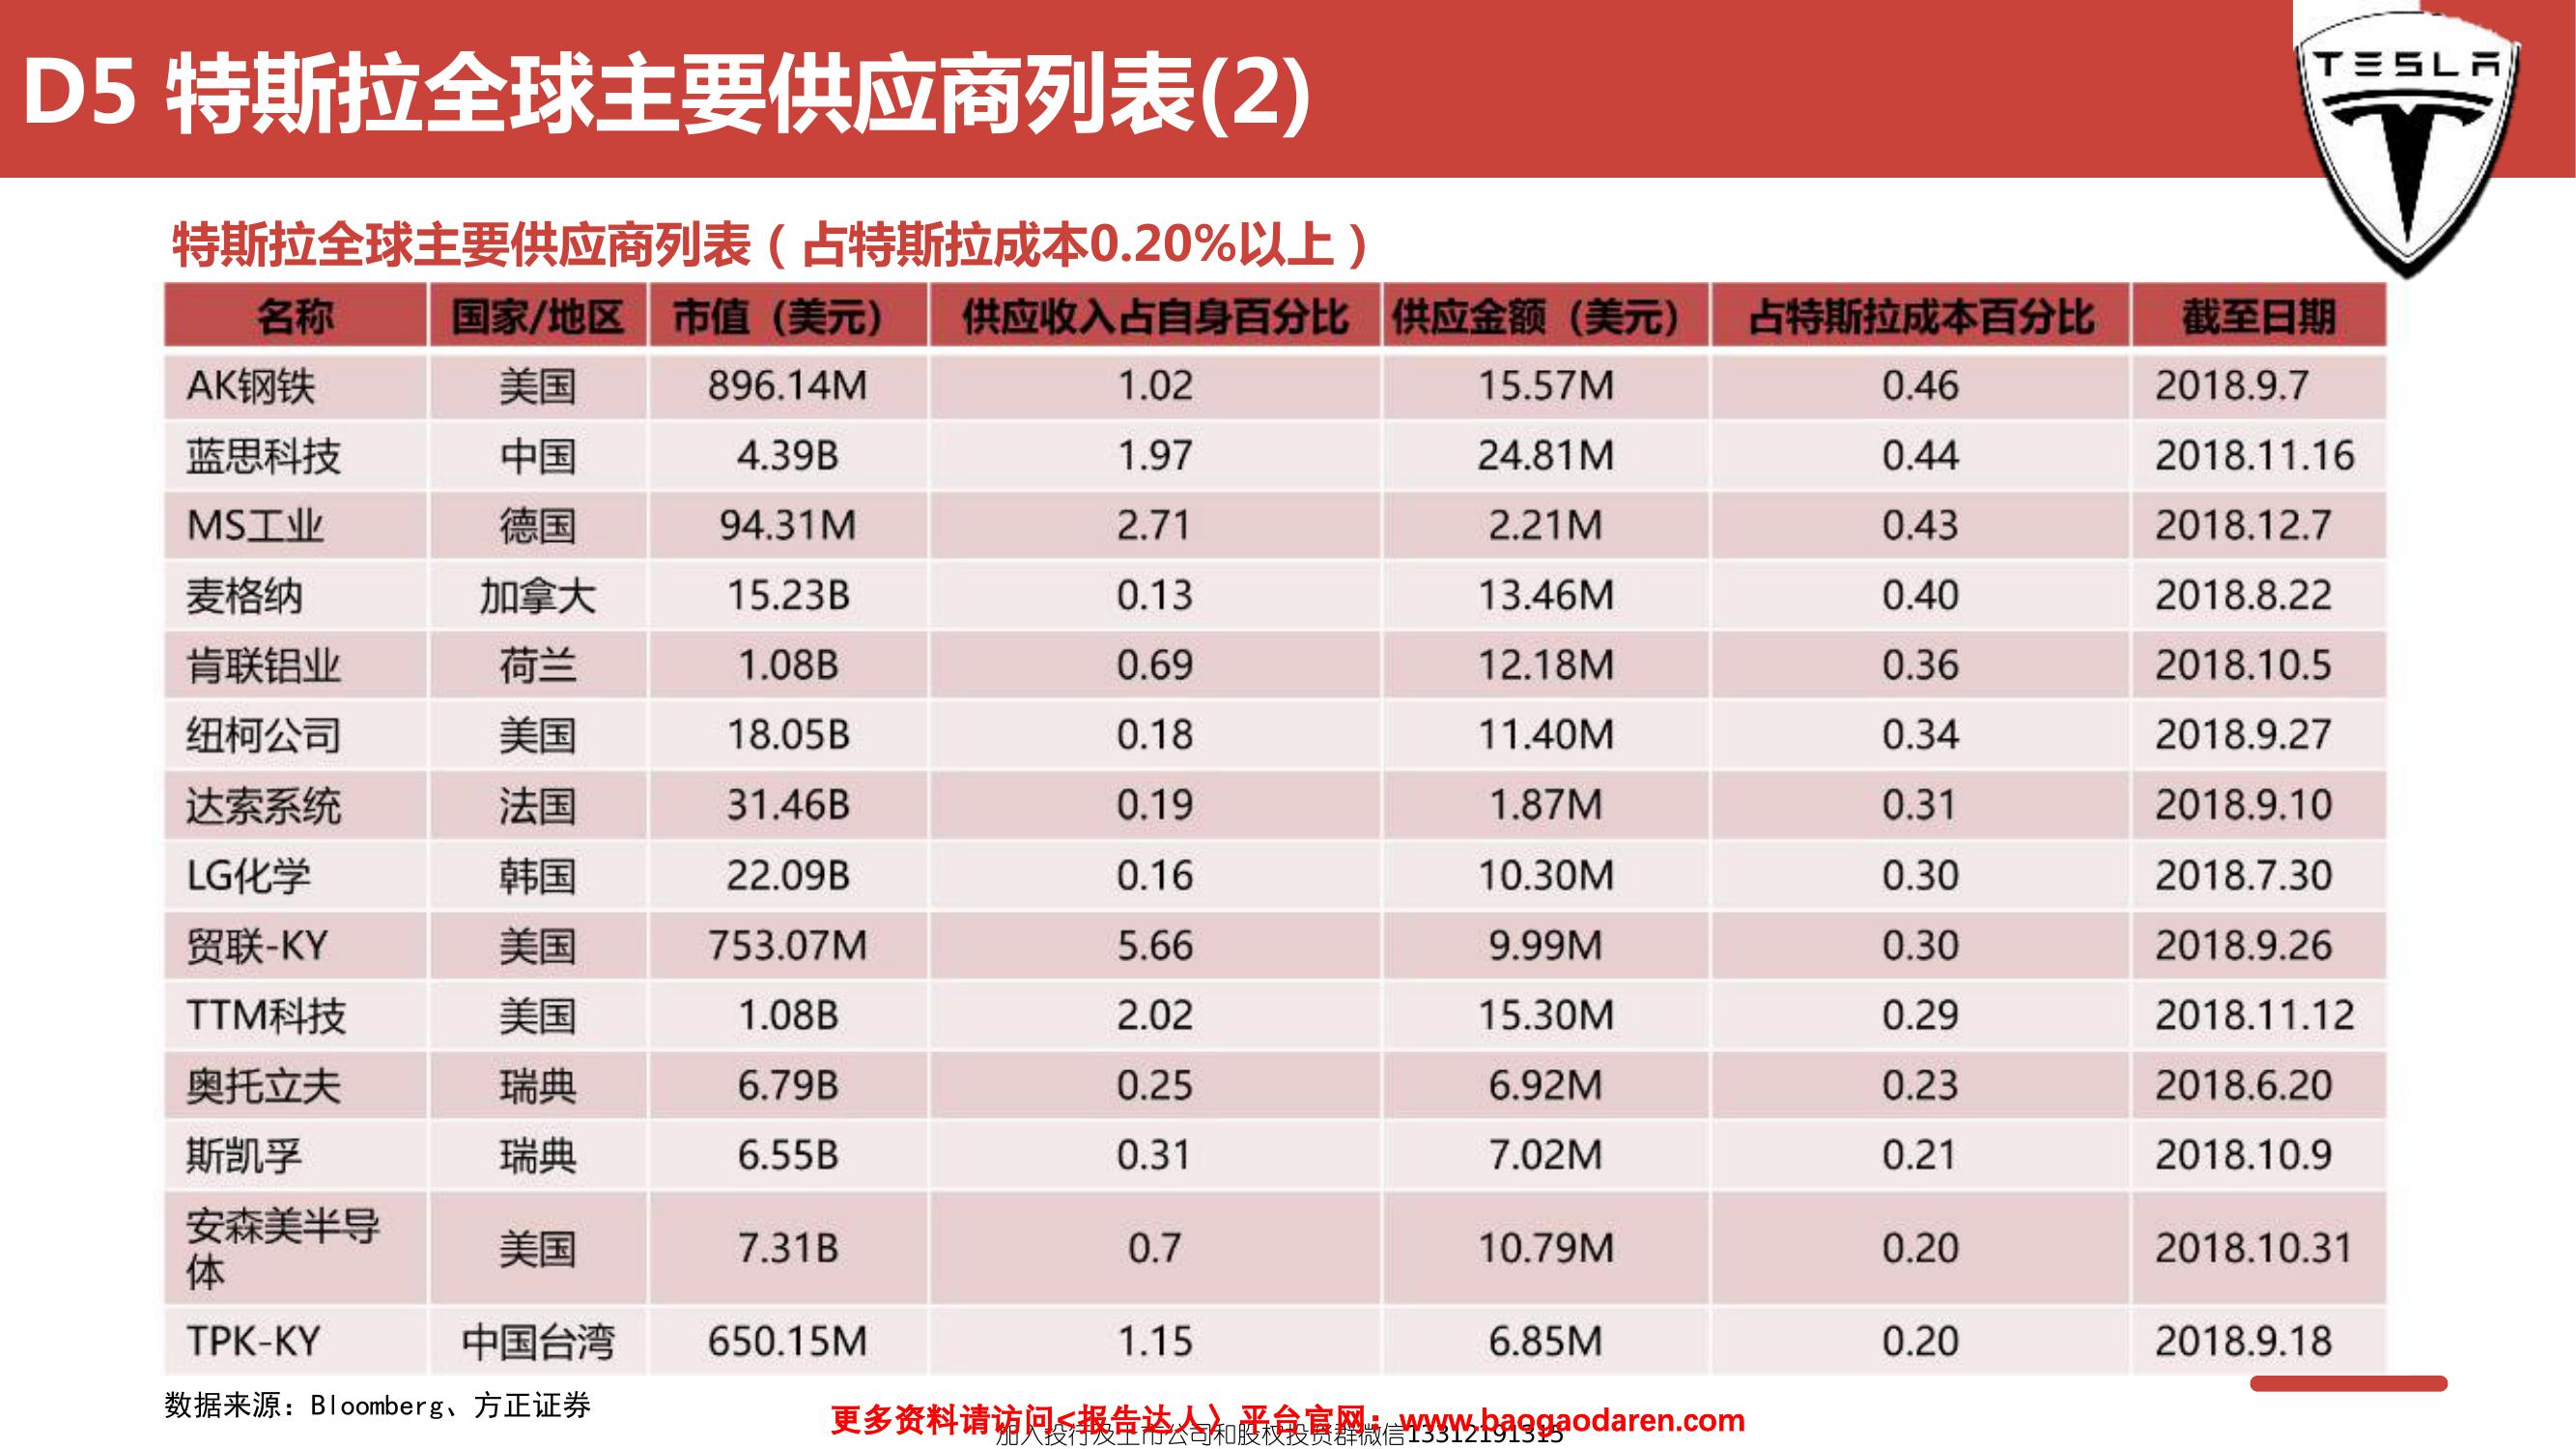 D5 特斯拉全球主要供应商列表(2)
TESLA
特斯拉全球主要供应商列表（占特斯拉成本0.20%以上）
名称 国家/地区 市值（美元） 供应收入占自身百分比 供应金额（美元） 占特斯拉成本百分比 截至日期
AK钢铁 美国 896.14M 1.02 15.57M 0.46 2018.9.7
蓝思科技 中国 4.39B 1.97 24.81M 0.44 2018.11.16
MS工业 德国 94.31M 2.71 2.21M 0.43 2018.12.7
麦格纳 加拿大 15.23B 0.13 13.46M 0.40 2018.8.22
肯联铝业 荷兰 1.08B 0.69 12.18M 0.36 2018.10.5
纽柯公司 美国 18.05B 0.18 11.40M 0.34 2018.9.27
达索系统 法国 31.46B 0.19 1.87M 0.31 2018.9.10
LG化学 韩国 22.09B 0.16 10.30M 0.30 2018.7.30
贸联-KY 美国 753.07M 5.66 9.99M 0.30 2018.9.26
TTM科技 美国 1.08B 2.02 15.30M 0.29 2018.11.12
奥托立夫 瑞典 6.79B 0.25 6.92M 0.23 2018.6.20
斯凯孚 瑞典 6.55B 0.31 7.02M 0.21 2018.10.9
安森美半导
体 美国 7.31B 0.7 10.79M 0.20 2018.10.31
TPK-KY 中国台湾 650.15M 1.15 6.85M 0.20 2018.9.18
数据来源：Bloomberg、方正证券
更多资料请访问<报告达人〉平台官网：www.baogaodaren.com
加入投行及上市公司和股权投资群微信13312191315